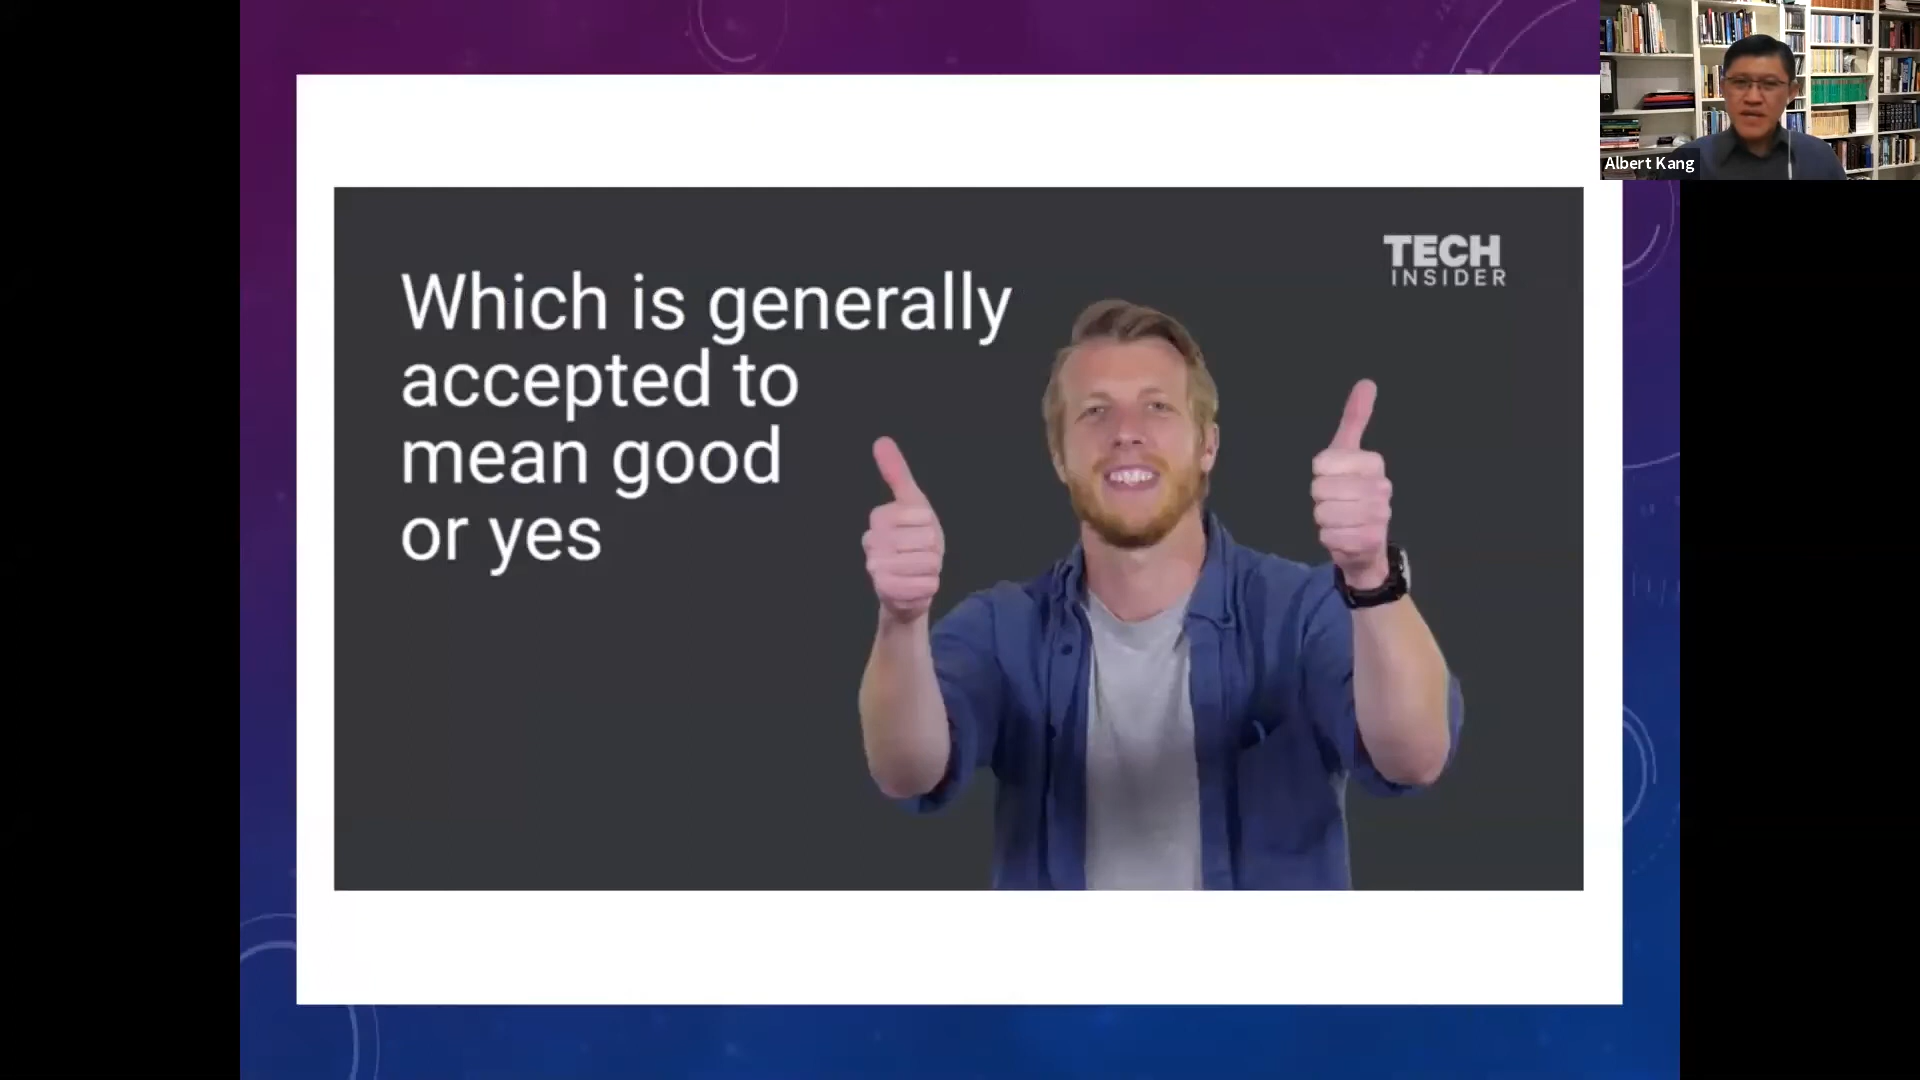 Albert Kang
TECH
INSIDER
Which is generally
accepted to
mean good
or yes